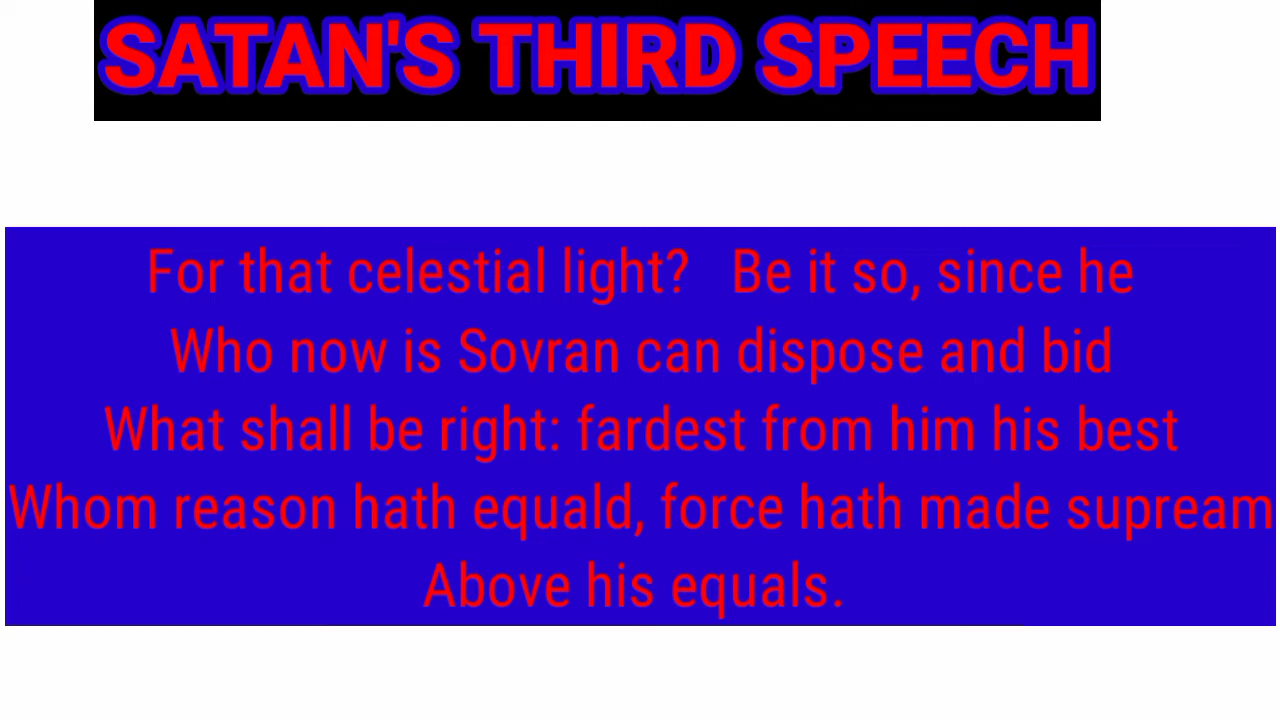 SATAN'S THIRD SPEECH
For that celestial light? Be it so, since he
Who now is Sovran can dispose and bid
What shall be right: fardest from him his best
Whom reason hath equald, force hath made supream
Above his equals.